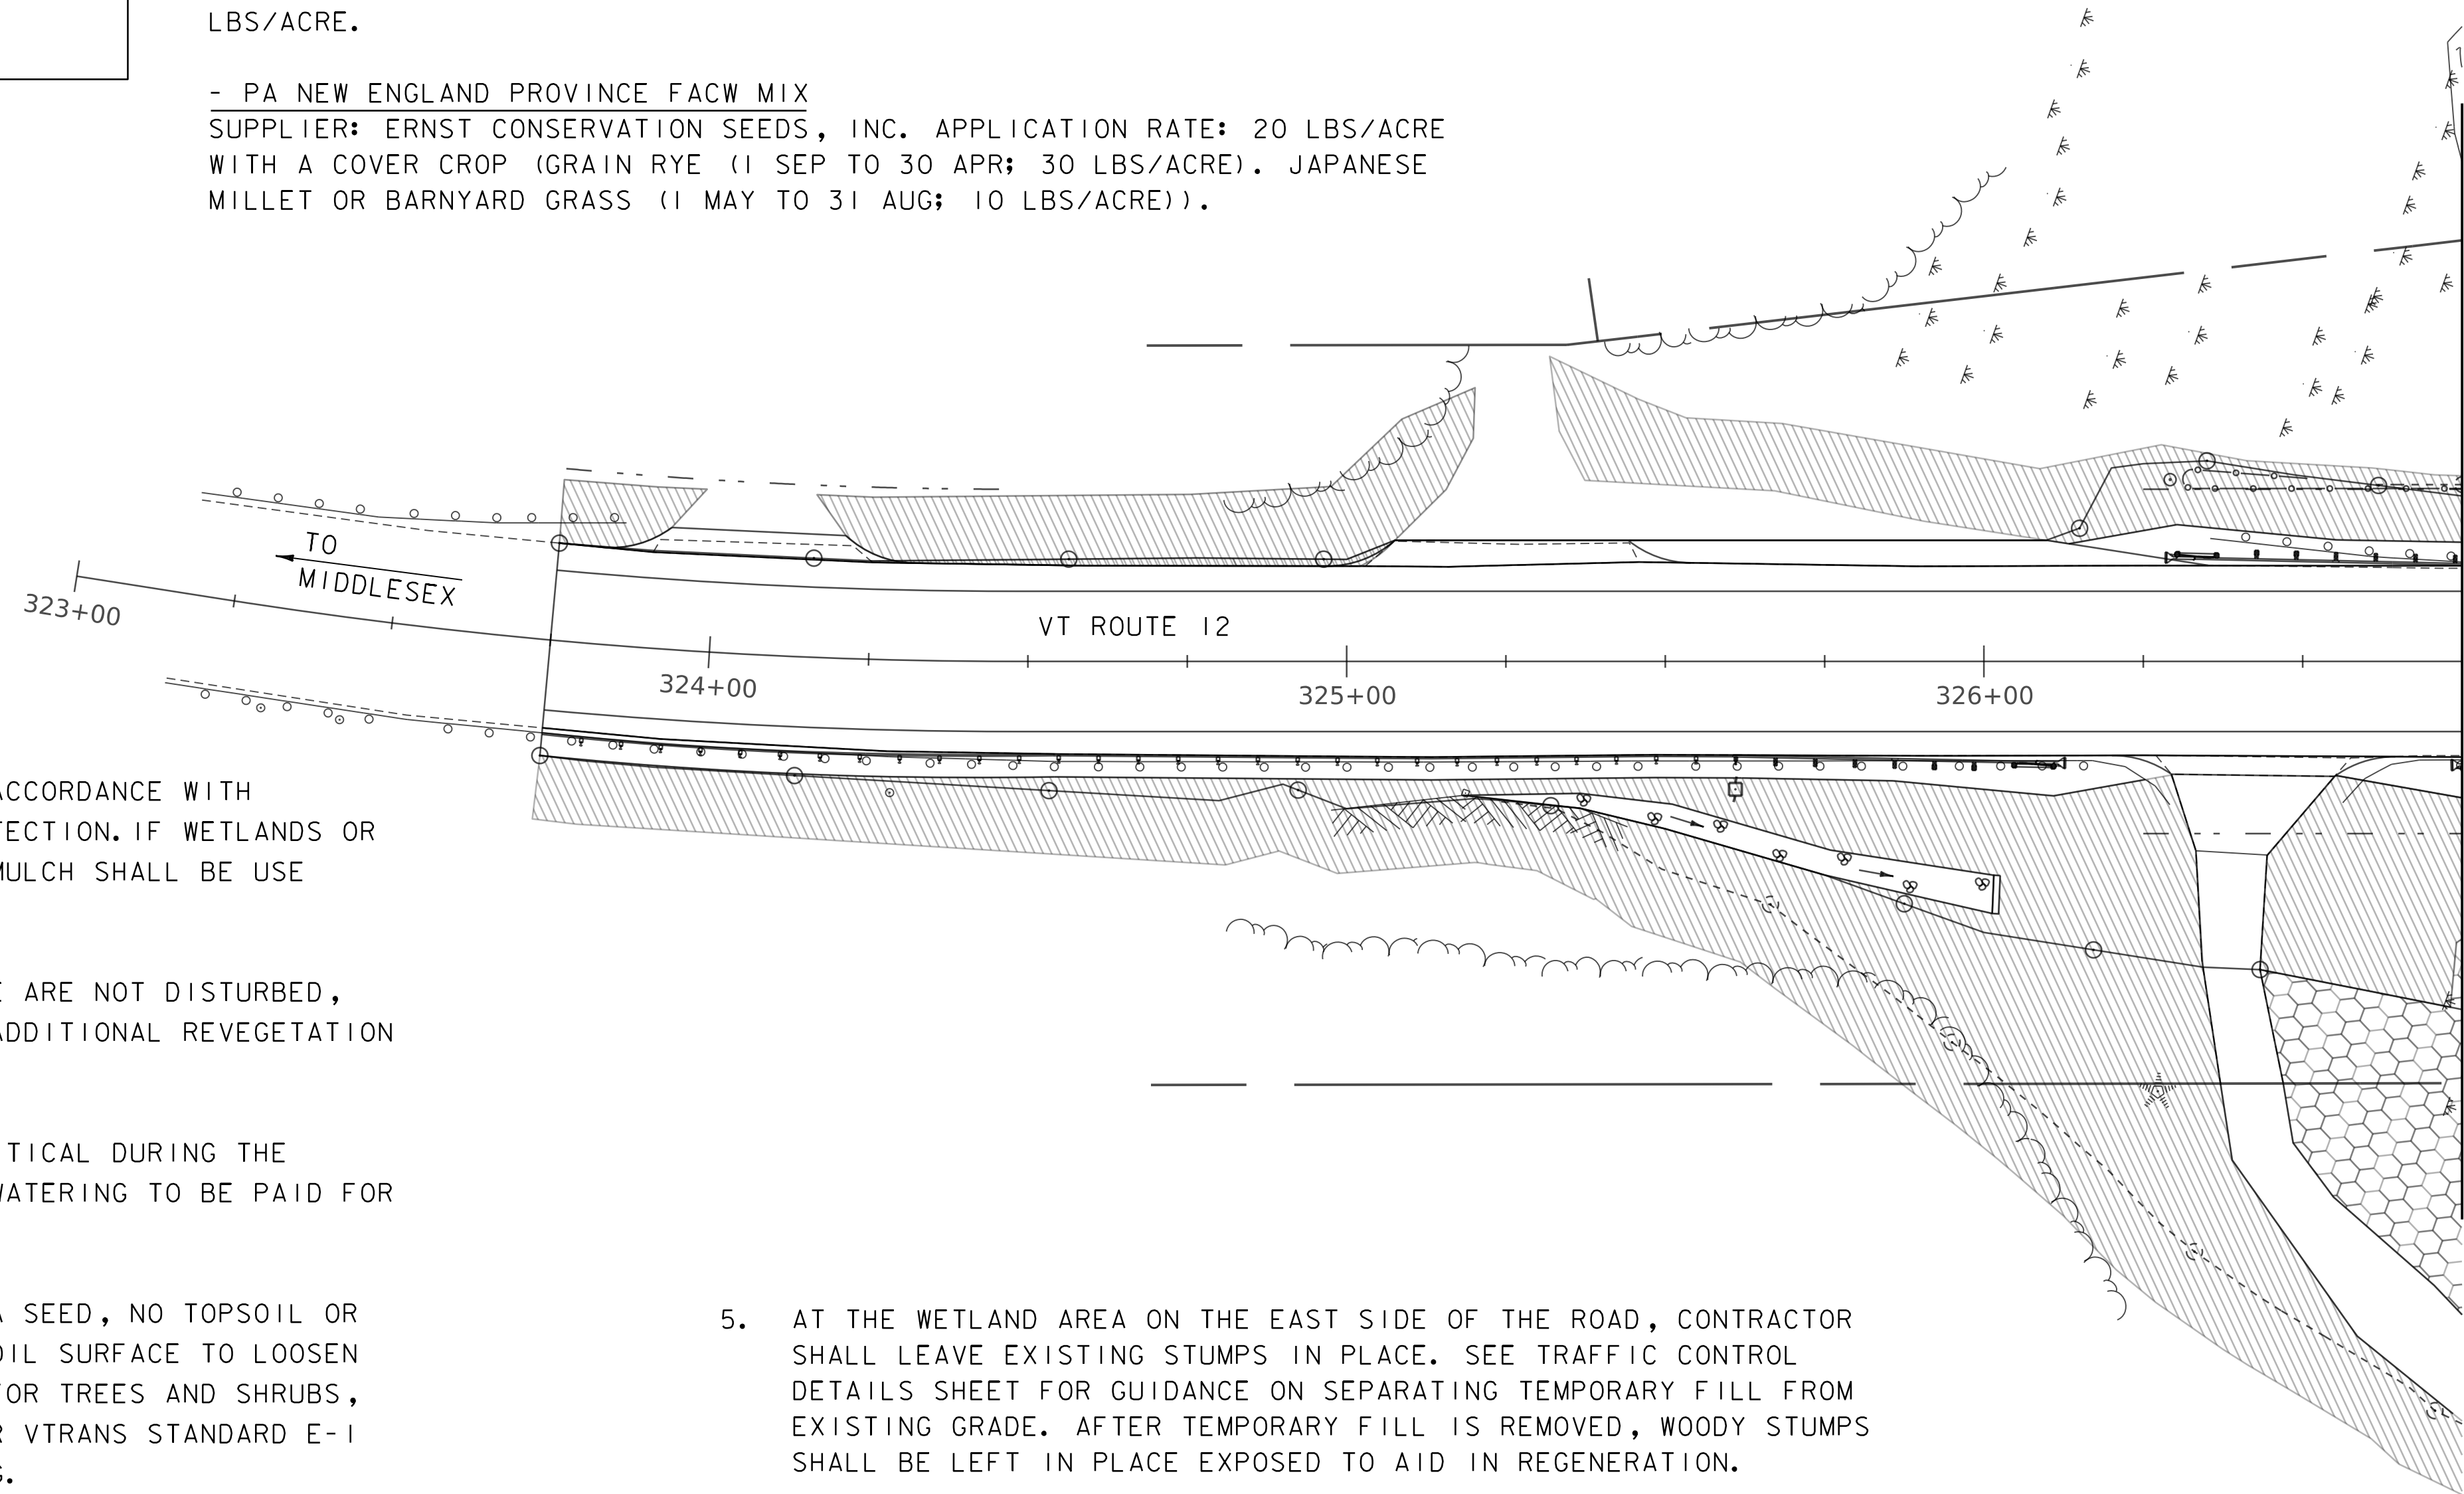 LBS/ACRE.
- PA NEW ENGLAND PROVINCE FACW MIX
SUPPLIER: ERNST CONSERVATION SEEDS, INC. APPLICATION RATE: 20 LBS/ACRE
WITH A COVER CROP (GRAIN RYE (1 SEP TO 30 APR; 30 LBS/ACRE). JAPANESE
MILLET OR BARNYARD GRASS (1 MAY TO 31 AUG; 10 LBS/ACRE)).
TO
MIDDLESEX
323+00
VT ROUTE 12
324+00
325+00
326+00
ACCORDANCE WITH
TECTION. IF WETLANDS OR
MULCH SHALL BE USE
E ARE NOT DISTURBED,
ADDITIONAL REVEGETATION
TICAL DURING THE
WATERING TO BE PAID FOR
A SEED, NO TOPSOIL OR
OIL SURFACE TO LOOSEN
FOR TREES AND SHRUBS,
R VTRANS STANDARD E-1
G.
5. AT THE WETLAND AREA ON THE EAST SIDE OF THE ROAD, CONTRACTOR
SHALL LEAVE EXISTING STUMPS IN PLACE. SEE TRAFFIC CONTROL
DETAILS SHEET FOR GUIDANCE ON SEPARATING TEMPORARY FILL FROM
EXISTING GRADE. AFTER TEMPORARY FILL IS REMOVED, WOODY STUMPS
SHALL BE LEFT IN PLACE EXPOSED TO AID IN REGENERATION.